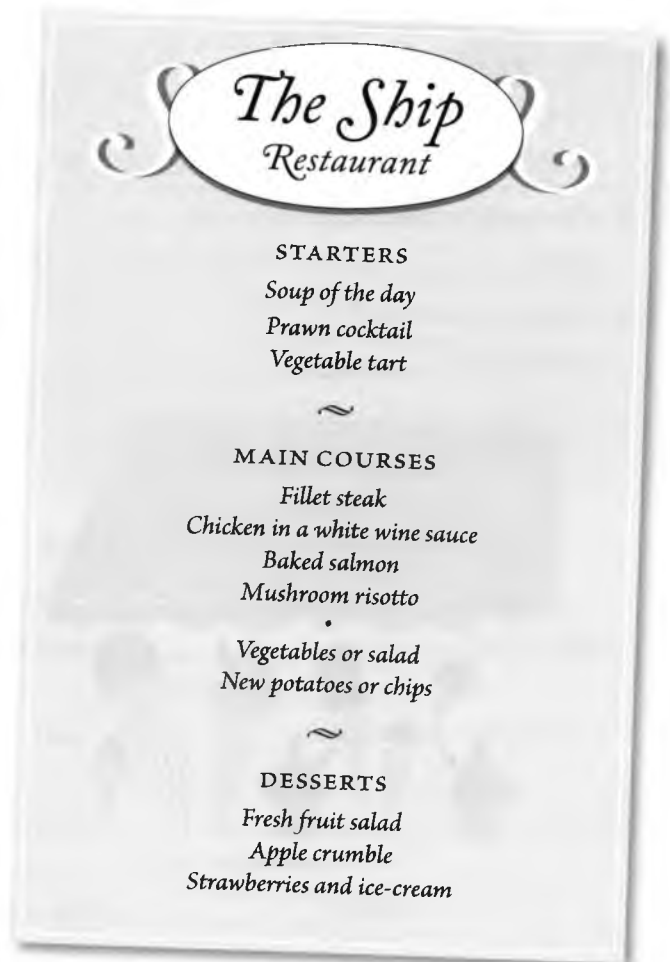 The Ship
Restaurant
STARTERS
Soup of the day
Prawn cocktail
Vegetable tart
MAIN COURSES
Fillet steak
Chicken in a white wine sauce
Baked salmon
Mushroom risotto
•
Vegetables or salad
New potatoes or chips
DESSERTS
Fresh fruit salad
Apple crumble
Strawberries and ice-cream